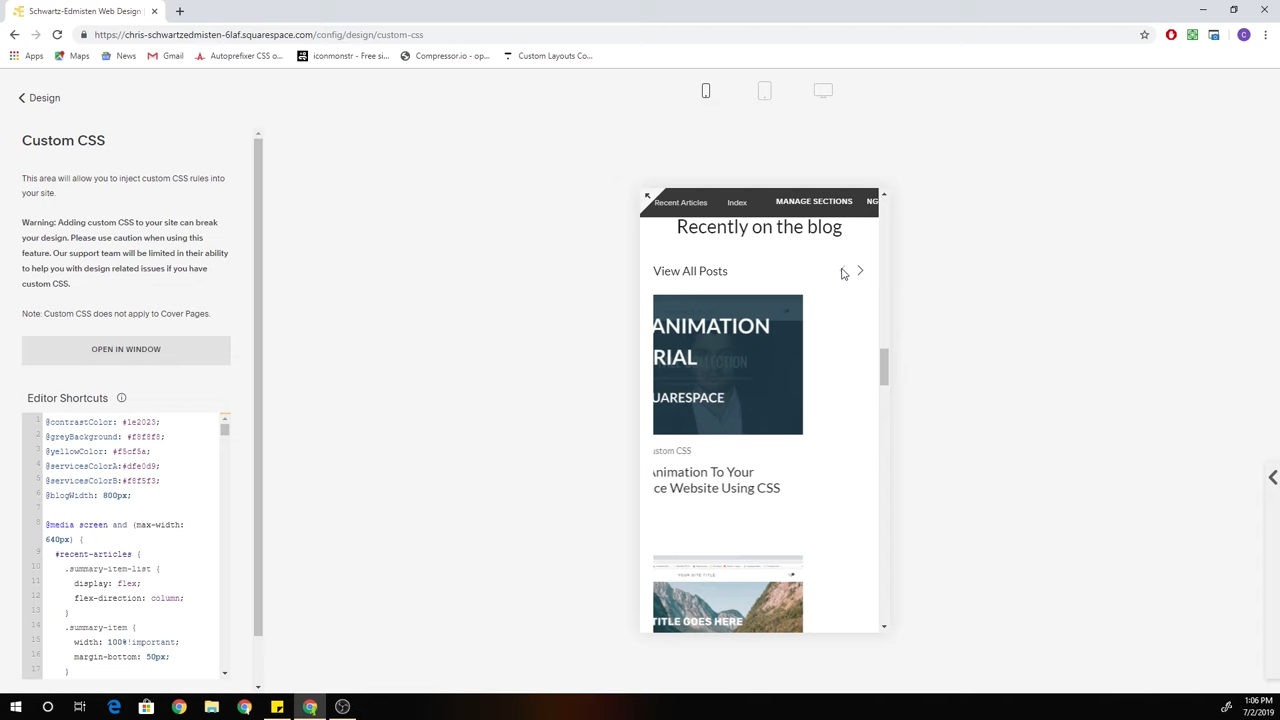 Schwartz-Edmisten Web Design |
https://chris-schwartzedmisten-6laf.squarespace.com/config/design/custom-css
C
Apps
Maps
News
Gmail
Autoprefixer CSS o...
iconmonstr - Free si...
Compressor.io - op...
Custom Layouts Co...
Design
Custom CSS
This area will allow you to inject custom CSS rules into
your site.
Warning: Adding custom CSS to your site can break
your design. Please use caution when using this
feature. Our support team will be limited in their ability
to help you with design related issues if you have
custom CSS.
Note: Custom CSS does not apply to Cover Pages.
OPEN IN WINDOW
Editor Shortcuts
1 @contrastColor: #1e2023;
2 @greyBackground: #f8f8f8;
3 @yellowColor: #f5cf5a;
4 @servicesColorA:#dfe0d9;
5 @servicesColorB:#f8f5f3;
6 @blogWidth: 800px;
7
8 @media screen and (max-width:
640px) {
9 #recent-articles {
10 .summary-item-list {
11 display: flex;
12 flex-direction: column;
13 }
14 .summary-item {
15 width: 100%!important;
16 margin-bottom: 50px;
17 }
Recent Articles
Index
MANAGE SECTIONS
NG
Recently on the blog
View All Posts
ANIMATION
RIAL
UARESPACE
ustom CSS
Animation To Your
ce Website Using CSS
YOUR SITE TITLE
TITLE GOES HERE
1:06 PM
7/2/2019